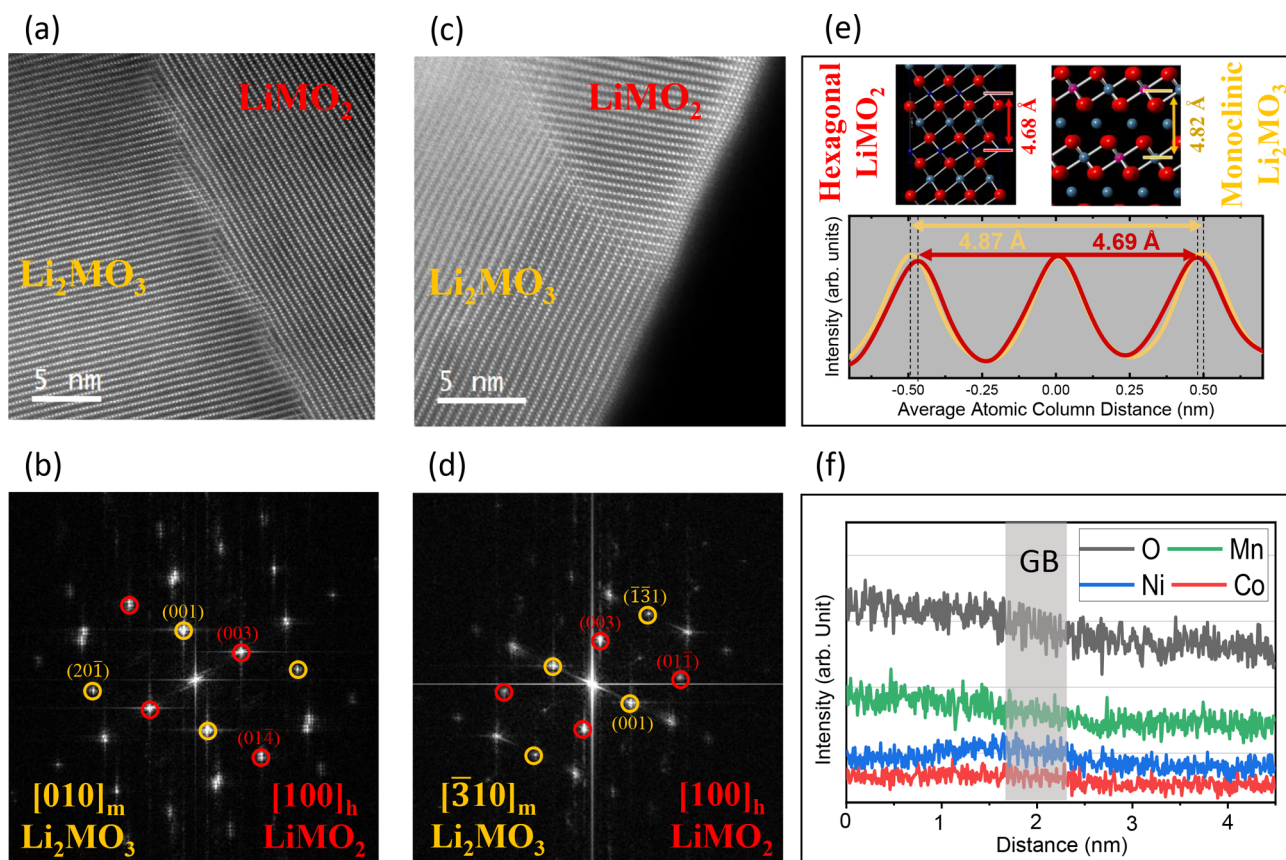 (a)
LiMO₂
Li₂MO₃
5 nm
(b)
(001)
(003)
(201̄)
(014̄)
[010]ₘ
Li₂MO₃
[100]ₕ
LiMO₂
(c)
LiMO₂
Li₂MO₃
5 nm
(d)
(1̄3̄1)
(003)
(011̄)
(001)
[3̄10]ₘ
Li₂MO₃
[100]ₕ
LiMO₂
(e)
Hexagonal
LiMO₂
4.68 Å
4.82 Å
Monoclinic
Li₂MO₃
4.87 Å
4.69 Å
Intensity (arb. units)
-0.50 -0.25 0.00 0.25 0.50
Average Atomic Column Distance (nm)
(f)
GB
O Mn
Ni Co
Intensity (arb. Unit)
0 1 2 3 4
Distance (nm)